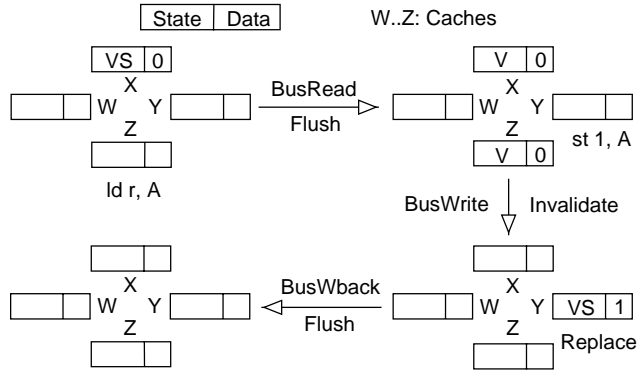 State Data
W..Z: Caches
VS 0
X
W Y
Z
ld r, A
BusRead
Flush
V 0
X
W Y
Z
V 0
st 1, A
BusWrite Invalidate
X
W Y
Z
BusWback
Flush
X
W Y VS 1
Z
Replace